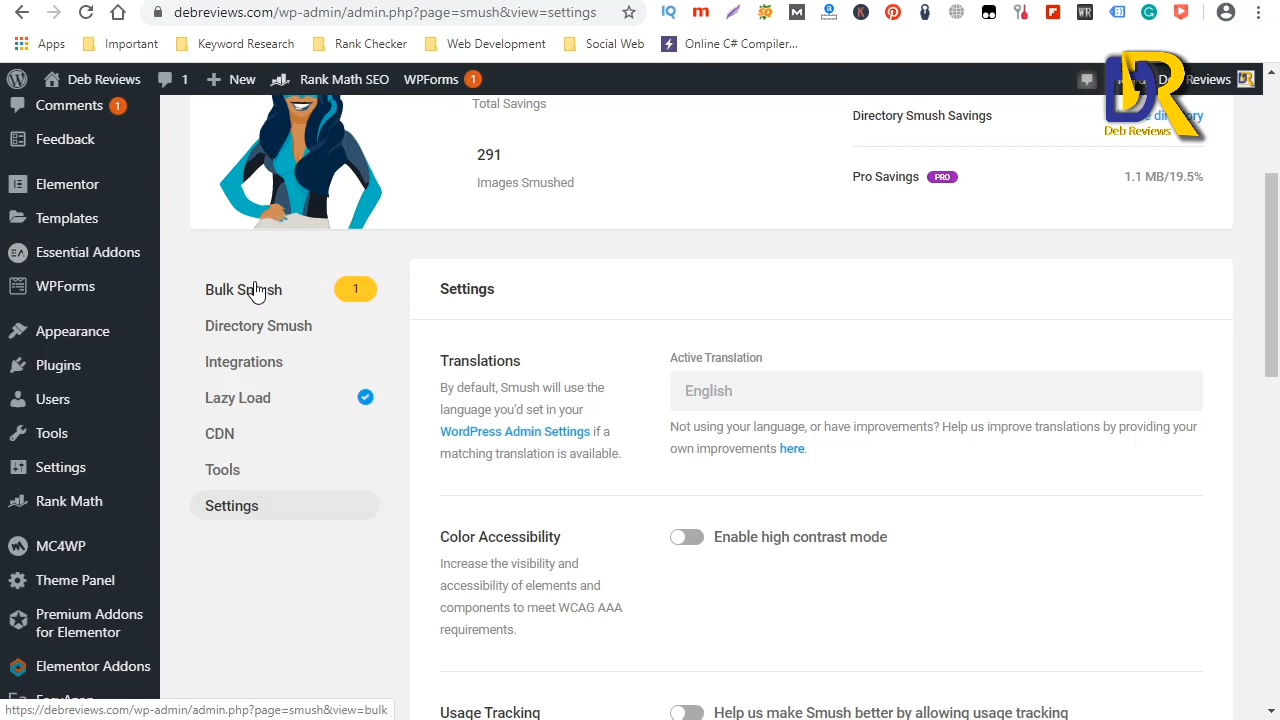 debreviews.com/wp-admin/admin.php?page=smush&view=settings
Apps Important Keyword Research Rank Checker Web Development Social Web Online C# Compiler...
Deb Reviews 1 New Rank Math SEO WPForms 1 Deb Reviews
Comments 1
Feedback
Elementor
Templates
Essential Addons
WPForms
Appearance
Plugins
Users
Tools
Settings
Rank Math
MC4WP
Theme Panel
Premium Addons
for Elementor
Elementor Addons
Total Savings
291
Images Smushed
Directory Smush Savings
directory
Deb Reviews
Pro Savings PRO 1.1 MB/19.5%
Bulk Smush 1
Directory Smush
Integrations
Lazy Load
CDN
Tools
Settings
Settings
Translations
By default, Smush will use the
language you'd set in your
WordPress Admin Settings if a
matching translation is available.
Active Translation
English
Not using your language, or have improvements? Help us improve translations by providing your
own improvements here.
Color Accessibility
Increase the visibility and
accessibility of elements and
components to meet WCAG AAA
requirements.
Enable high contrast mode
Usage Tracking
Help us make Smush better by allowing usage tracking
https://debreviews.com/wp-admin/admin.php?page=smush&view=bulk